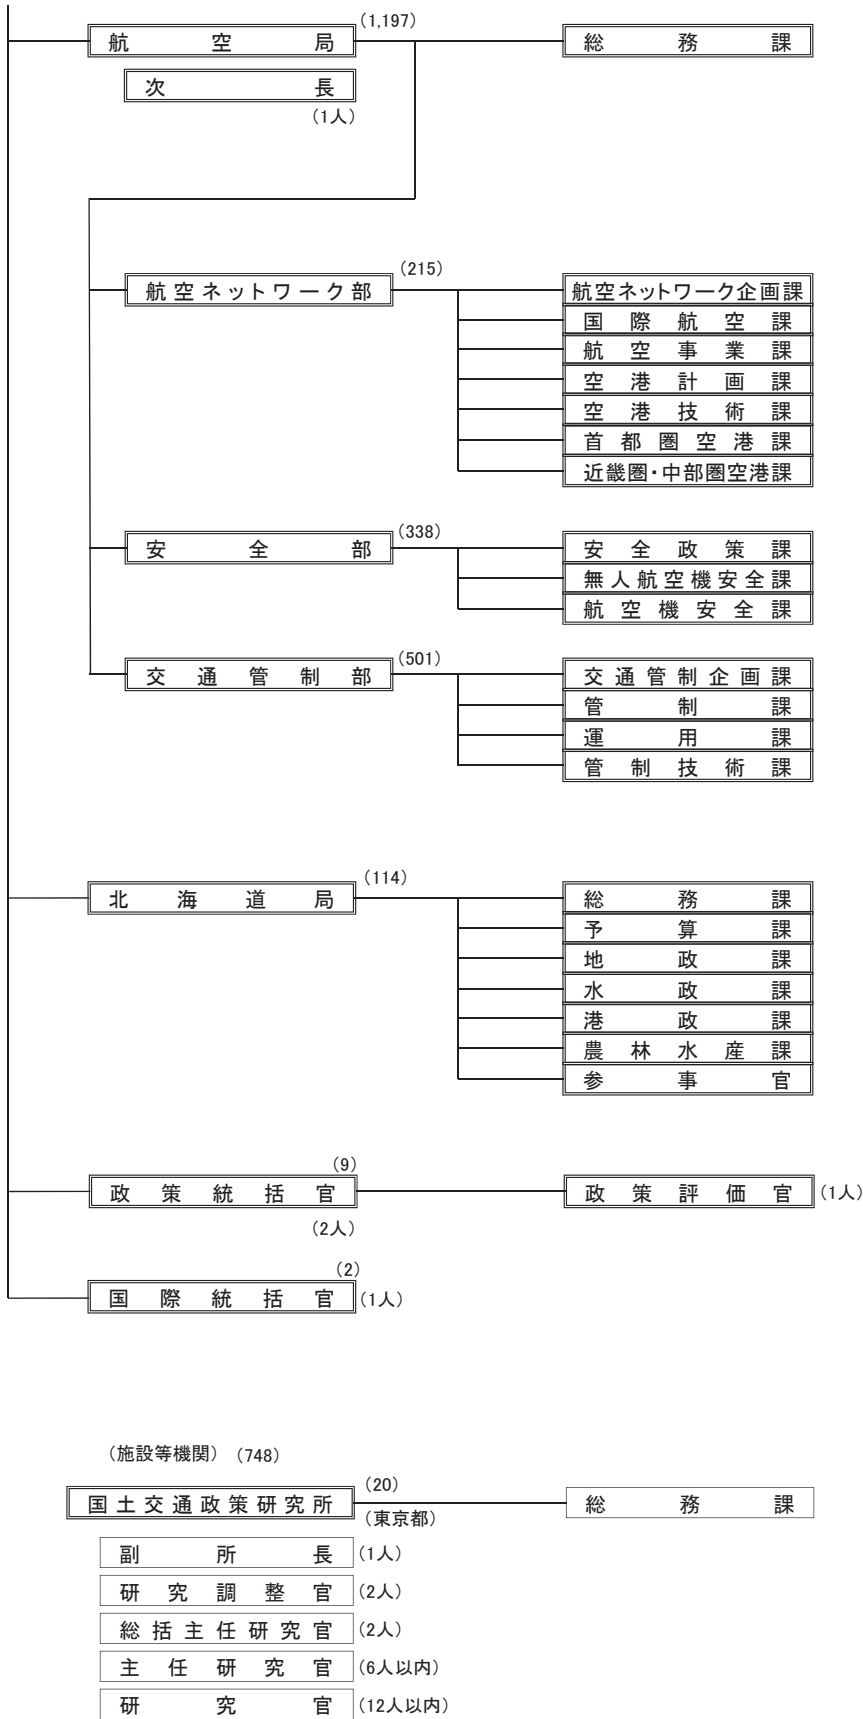 (1,197)
航空局 総務課
次長
(1人)
(215)
航空ネットワーク部 航空ネットワーク企画課
国際航空課
航空事業課
空港計画課
空港技術課
首都圏空港課
近畿圏・中部圏空港課
(338)
安全部 安全政策課
無人航空機安全課
航空機安全課
(501)
交通管制部 交通管制企画課
管制課
運用課
管制技術課
(114)
北海道局 総務課
予算課
地政課
水政課
港政課
農林水産課
参事官
(9)
政策統括官 政策評価官 (1人)
(2人)
(2)
国際統括官 (1人)
(施設等機関) (748)
(20)
国土交通政策研究所 総務課
(東京都)
副所長 (1人)
研究調整官 (2人)
総括主任研究官 (2人)
主任研究官 (6人以内)
研究官 (12人以内)